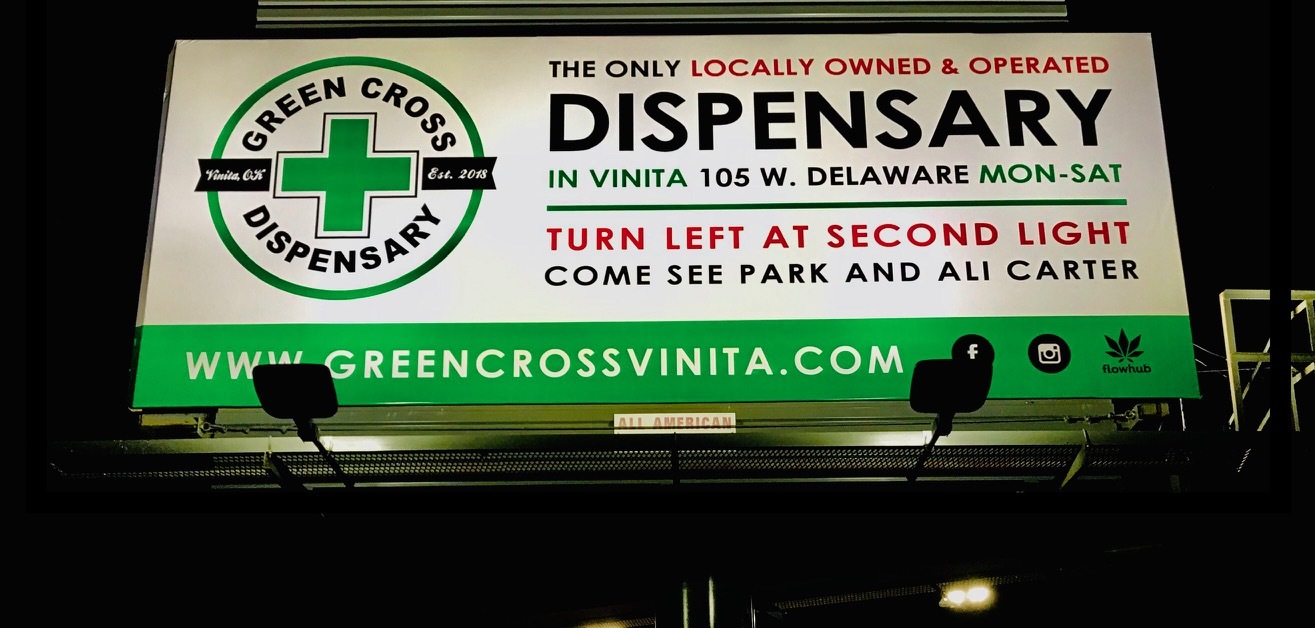 GREEN CROSS
Vinita, OK
Est. 2018
DISPENSARY
THE ONLY LOCALLY OWNED & OPERATED
DISPENSARY
IN VINITA 105 W. DELAWARE MON-SAT
TURN LEFT AT SECOND LIGHT
COME SEE PARK AND ALI CARTER
WWW.GREENCROSSVINITA.COM
f
flowhub
ALL AMERICAN